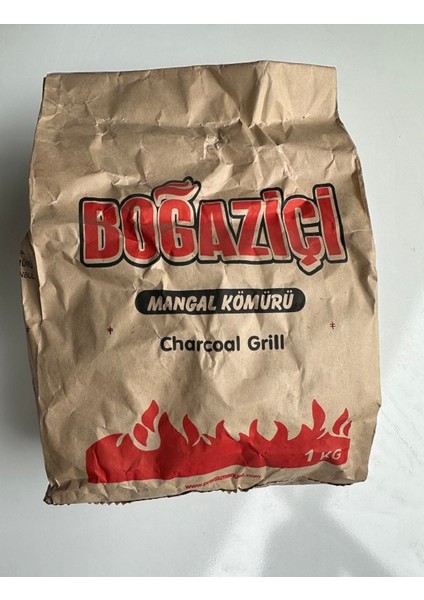 BOĞAZİÇİ
MANGAL KÖMÜRÜ
Charcoal Grill
1 KG